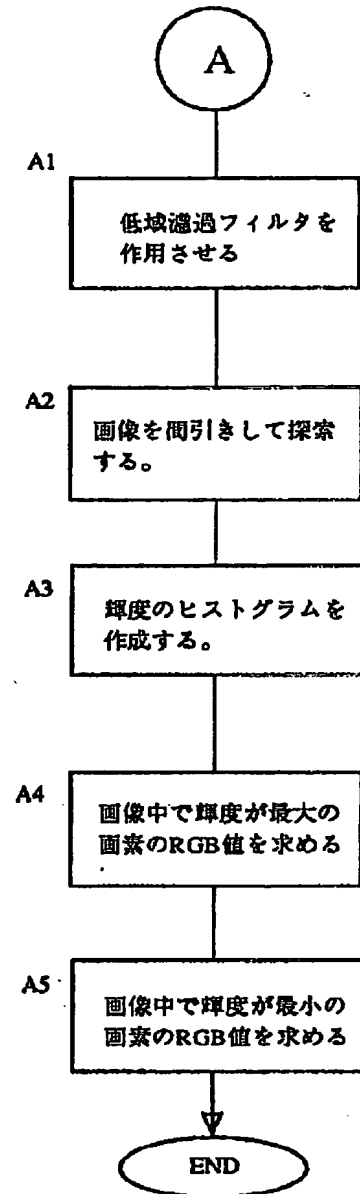 A
A1
低域濾過フィルタを
作用させる
A2
画像を間引きして探索
する。
A3
輝度のヒストグラムを
作成する。
A4
画像中で輝度が最大の
画素のRGB値を求める
A5
画像中で輝度が最小の
画素のRGB値を求める
END